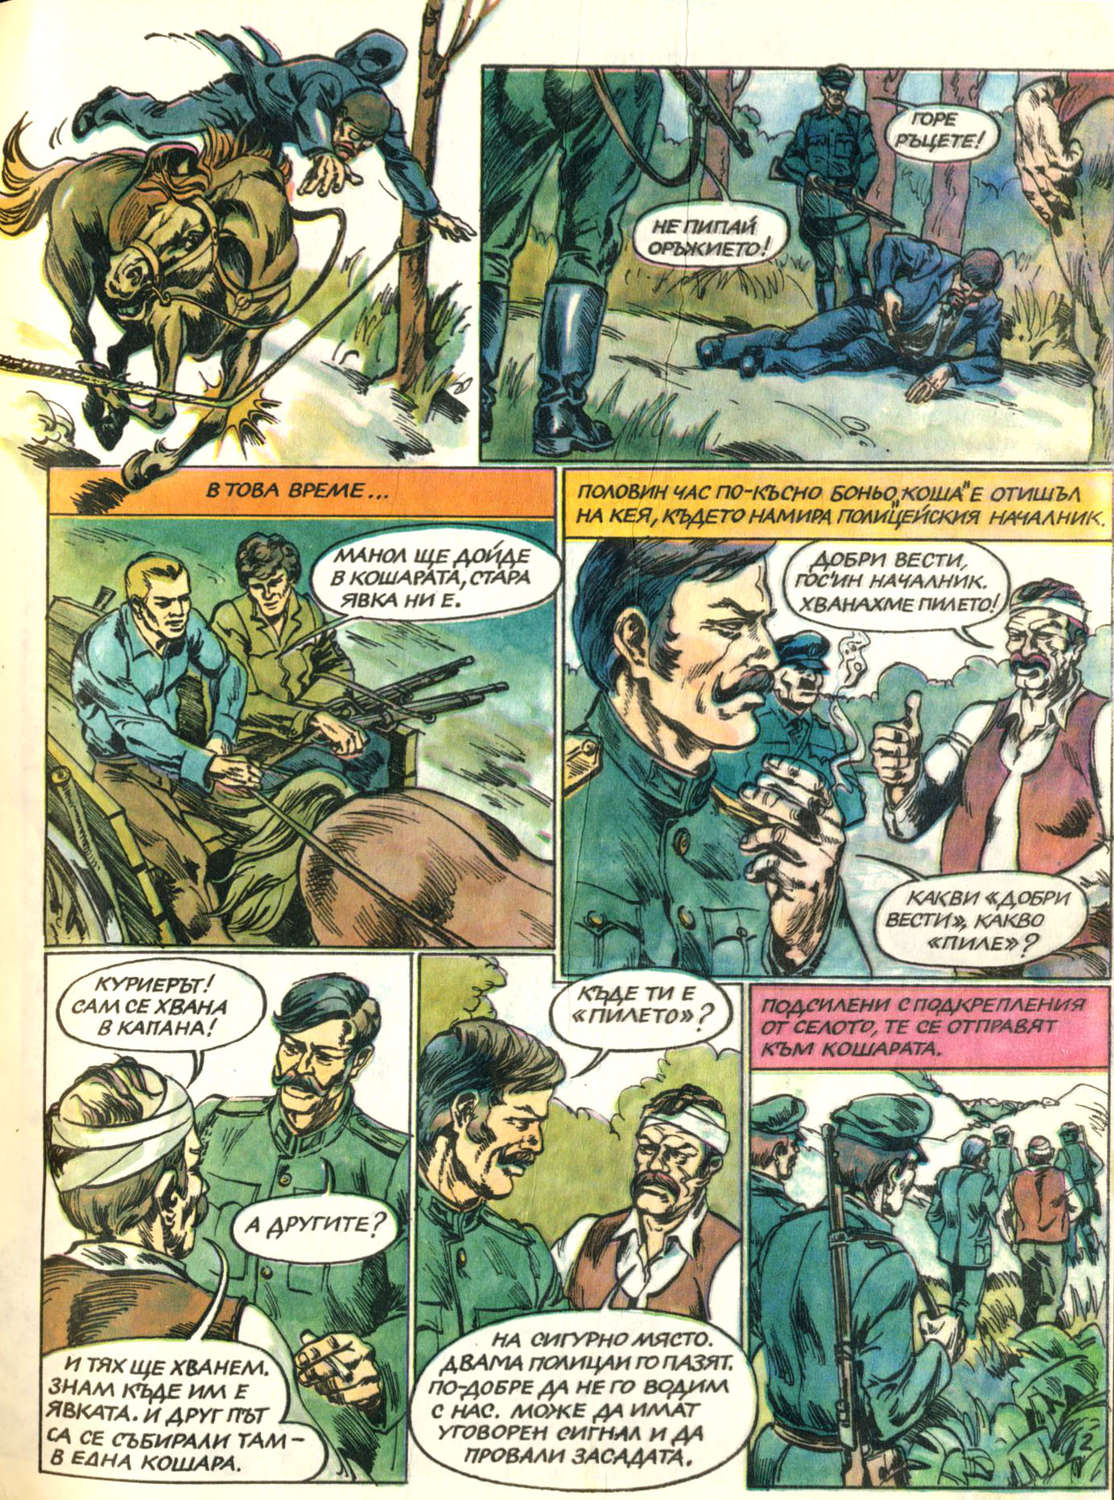 ГОРЕ
РЪЦЕТЕ!
НЕ ПИПАЙ
ОРЪЖИЕТО!
В ТОВА ВРЕМЕ...
МАНОЛ ЩЕ ДОЙДЕ
В КОШАРАТА, СТАРА
ЯВКА НИ Е.
ПОЛОВИН ЧАС ПО-КЪСНО БОНЬО „КОША" Е ОТИШЪЛ
НА КЕЯ, КЪДЕТО НАМИРА ПОЛИЦЕЙСКИЯ НАЧАЛНИК.
ДОБРИ ВЕСТИ,
ГОС'ИН НАЧАЛНИК.
ХВАНАХМЕ ПИЛЕТО!
КАКВИ «ДОБРИ
ВЕСТИ», КАКВО
«ПИЛЕ»?
КУРИЕРЪТ!
САМ СЕ ХВАНА
В КАПАНА!
А ДРУГИТЕ?
И ТЯХ ЩЕ ХВАНЕМ.
ЗНАМ КЪДЕ ИМ Е
ЯВКАТА. И ДРУГ ПЪТ
СА СЕ СЪБИРАЛИ ТАМ –
В ЕДНА КОШАРА.
КЪДЕ ТИ Е
«ПИЛЕТО»?
НА СИГУРНО МЯСТО.
ДВАМА ПОЛИЦАИ ГО ПАЗЯТ.
ПО-ДОБРЕ ДА НЕ ГО ВОДИМ
С НАС. МОЖЕ ДА ИМАТ
УГОВОРЕН СИГНАЛ И ДА
ПРОВАЛИ ЗАСАДАТА.
ПОДСИЛЕНИ С ПОДКРЕПЛЕНИЯ
ОТ СЕЛОТО, ТЕ СЕ ОТПРАВЯТ
КЪМ КОШАРАТА.
2